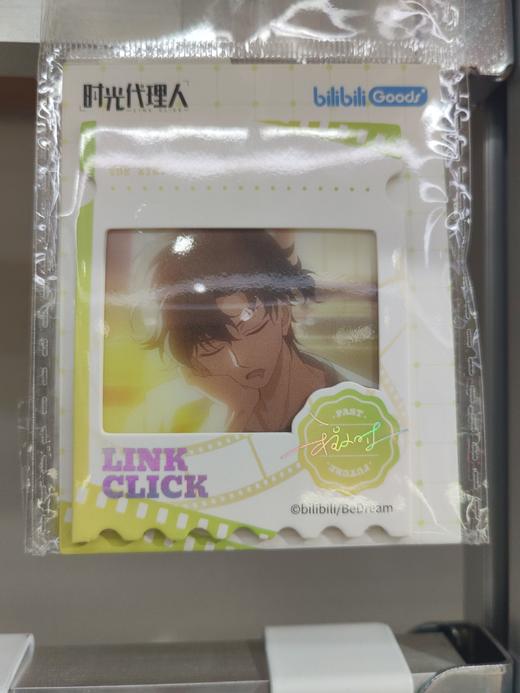 时光代理人
LINK CLICK
bilibili Goods
PAST
FUTURE
LINK
CLICK
©bilibili/BeDream